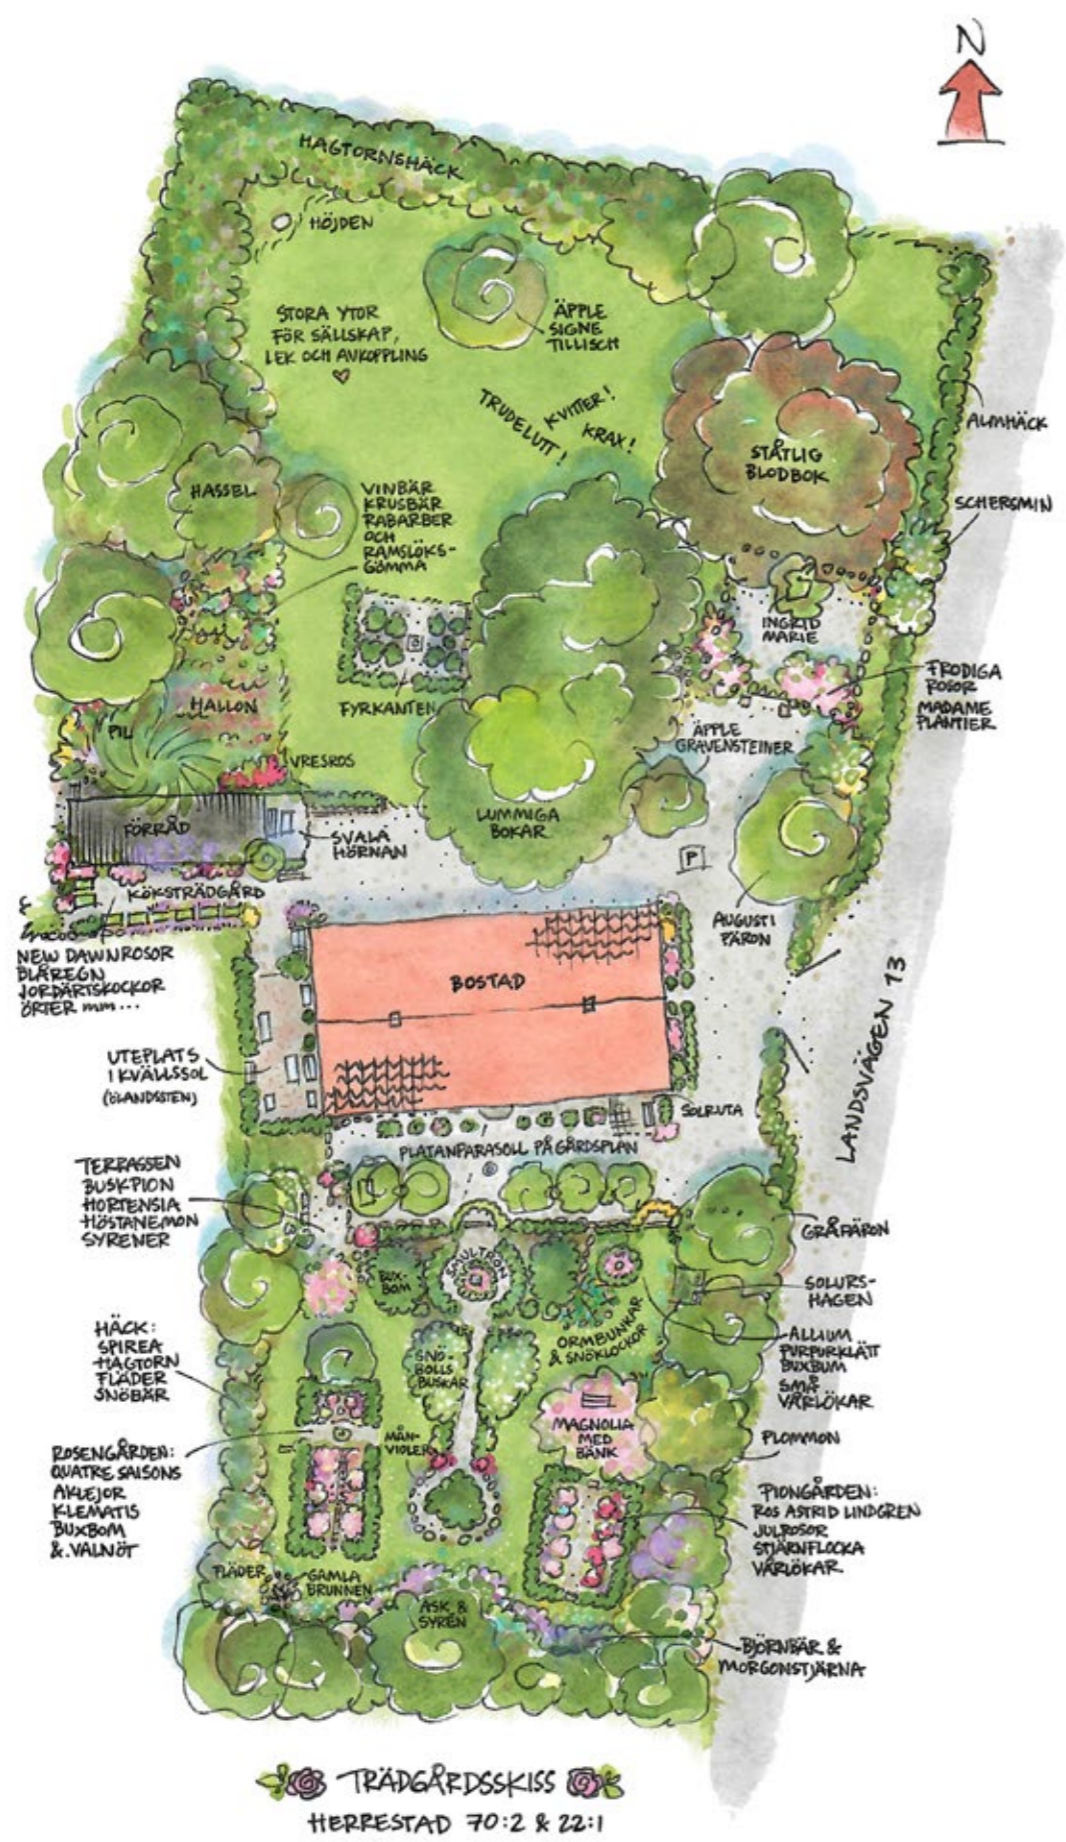 N
HAGTORNSHÄCK
HÖJDEN
STORA YTOR
FÖR SÄLLSKAP,
LEK OCH AVKOPPLING
ÄPPLE
SIGNE
TILLISCH
TRUDELUTT!
KVITTER!
KRAX!
STÅTLIG
BLODBOK
ALMHÄCK
SCHERSMIN
HASSEL
VINBÄR
KRUSBÄR
RABARBER
OCH
RAMSLÖKS-
GÖMMA
INGRID
MARIE
FRODIGA
ROSOR
MADAME
PLANTIER
HALLON
FYRKANTEN
PIL
VRESROS
ÄPPLE
GRAVENSTEINER
FÖRRÅD
SVALA
HÖRNAN
LUMMIGA
BOKAR
P
KÖKSTRÄDGÅRD
AUGUSTI
PÄRON
&
NEW DAWNROSOR
BLÅREGN
JORDÄRTSKOCKOR
ÖRTER mm...
BOSTAD
LANDSVÄGEN 13
UTEPLATS
I KVÄLLSSOL
(ÖLANDSSTEN)
SOLRUTA
PLATANPARASOLL PÅ GÅRDSPLAN
TERRASSEN
BUSKPION
HORTENSIA
HÖSTANEMON
SYRENER
GRÅPÄRON
SMULTRON
BUX-
BOM
SOLURS-
HAGEN
ORMBUNKAR
& SNÖKLOCKOR
ALLIUM
PURPURKLÄTT
BUXBUM
SMÅ
VÅRLÖKAR
HÄCK:
SPIREA
HAGTORN
FLÄDER
SNÖBÄR
SNÖ-
BOLLS
BUSKAR
MAGNOLIA
MED
BÄNK
PLOMMON
MÅN-
VIOLER
ROSENGÅRDEN:
QUATRE SAISONS
AKLEJOR
KLEMATIS
BUXBOM
& VALNÖT
PIONGÅRDEN:
ROS ASTRID LINDGREN
JULROSOR
STJÄRNFLOCKA
VÅRLÖKAR
FLÄDER
GAMLA
BRUNNEN
ASK &
SYREN
BJÖRNBÄR &
MORGONSTJÄRNA
TRÄDGÅRDSSKISS
HERRESTAD 70:2 & 22:1